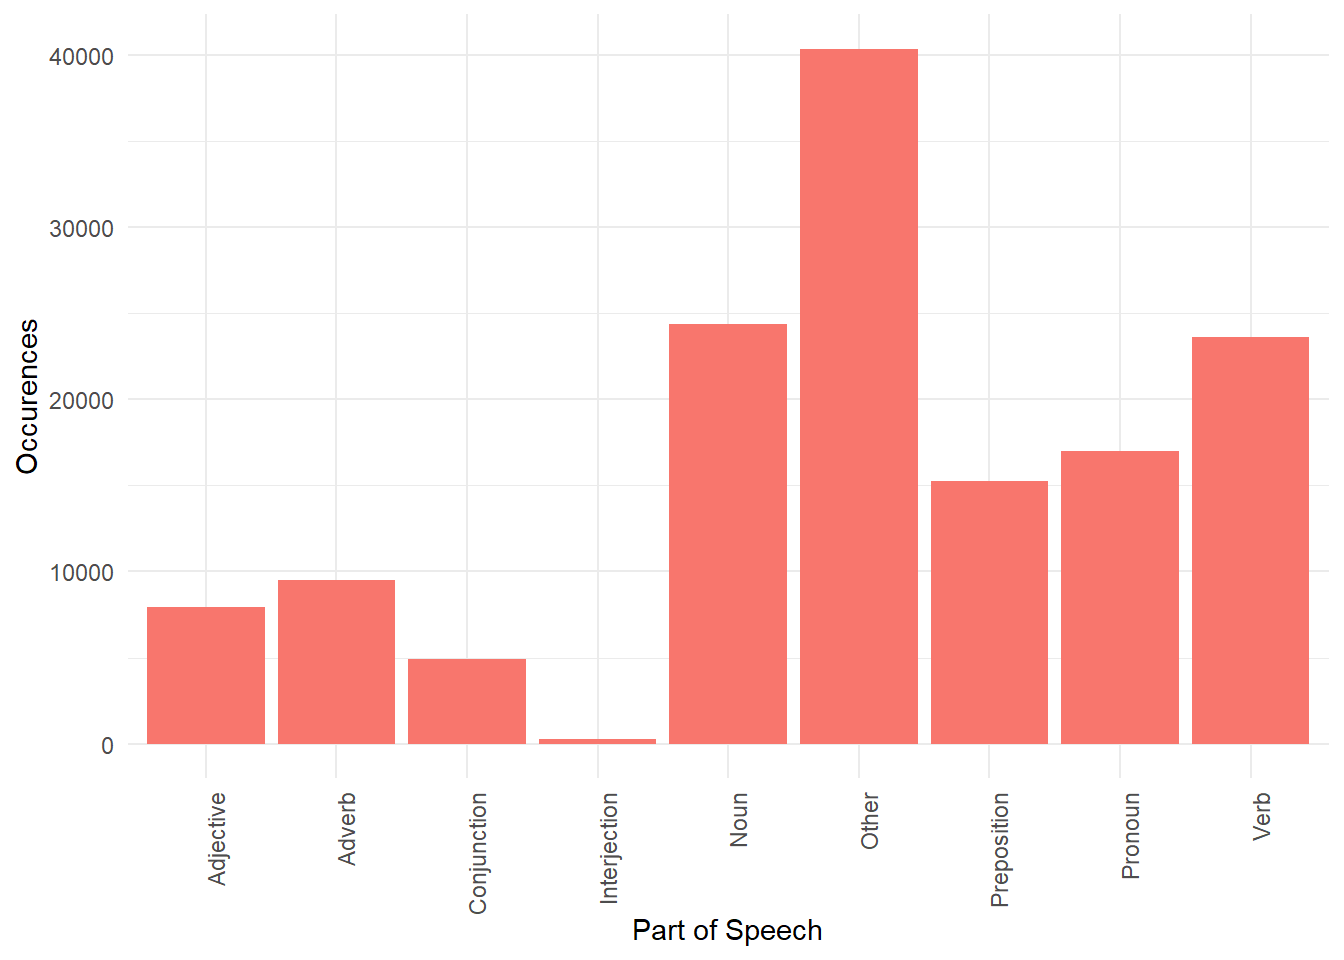 40000
30000
20000
10000
0
Occurences
Adjective
Adverb
Conjunction
Interjection
Noun
Other
Preposition
Pronoun
Verb
Part of Speech